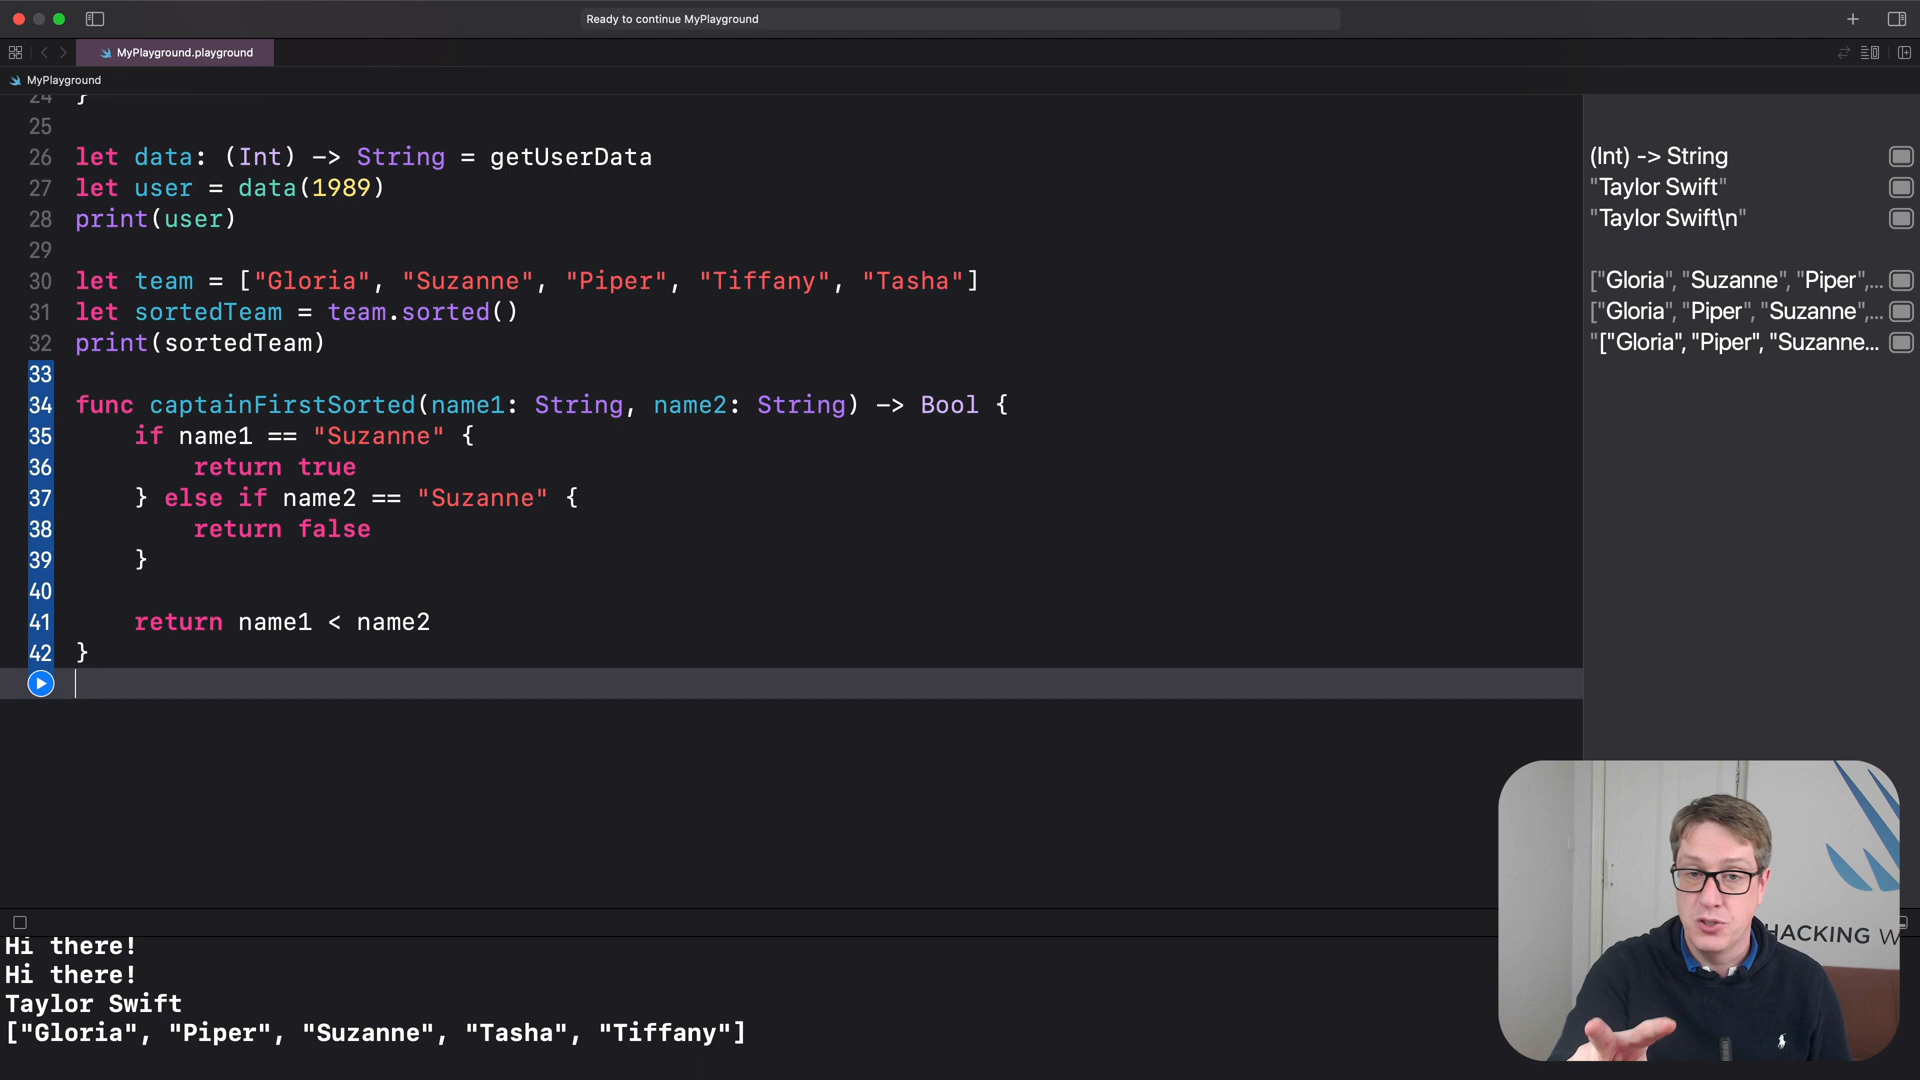 Ready to continue MyPlayground
MyPlayground.playground
MyPlayground
24 }
25
26 let data: (Int) -> String = getUserData
(Int) -> String
27 let user = data(1989)
"Taylor Swift"
28 print(user)
"Taylor Swift\n"
29
30 let team = ["Gloria", "Suzanne", "Piper", "Tiffany", "Tasha"]
["Gloria", "Suzanne", "Piper",...
31 let sortedTeam = team.sorted()
["Gloria", "Piper", "Suzanne",...
32 print(sortedTeam)
"["Gloria", "Piper", "Suzanne...
33
34 func captainFirstSorted(name1: String, name2: String) -> Bool {
35 if name1 == "Suzanne" {
36 return true
37 } else if name2 == "Suzanne" {
38 return false
39 }
40
41 return name1 < name2
42 }
HACKING W
Hi there!
Hi there!
Taylor Swift
["Gloria", "Piper", "Suzanne", "Tasha", "Tiffany"]